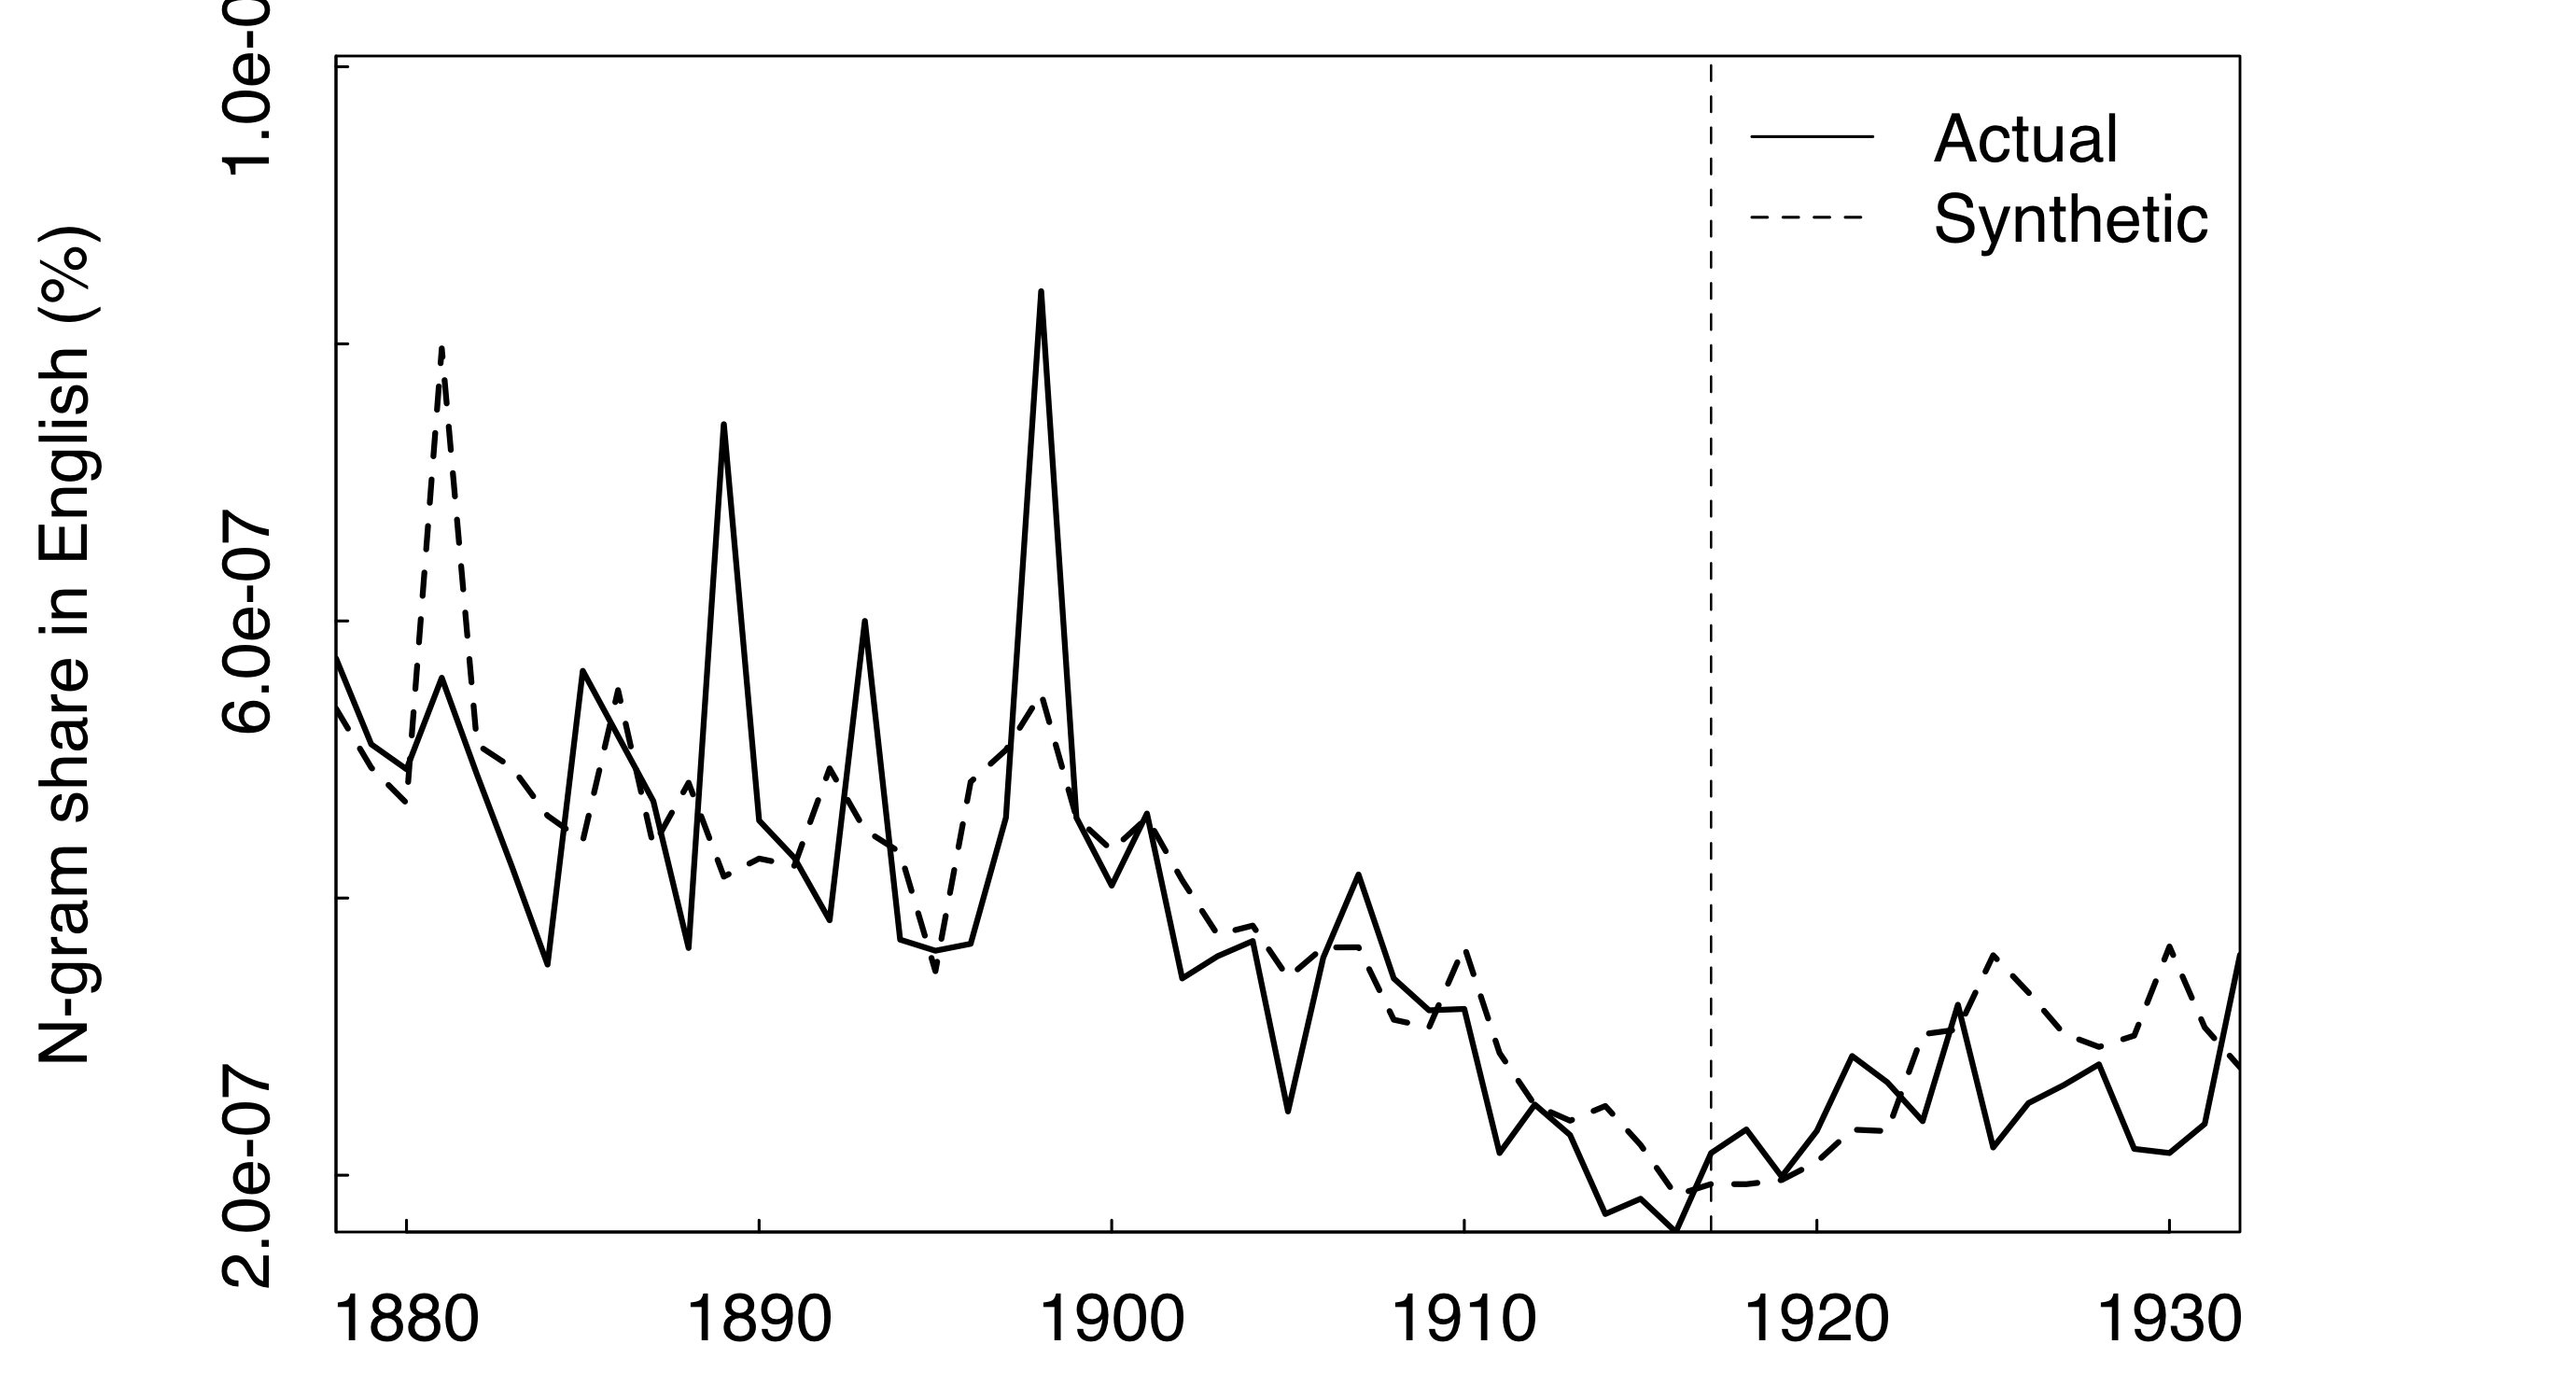 N-gram share in English (%)
1.0e-0
6.0e-07
2.0e-07
Actual
Synthetic
1880 1890 1900 1910 1920 1930